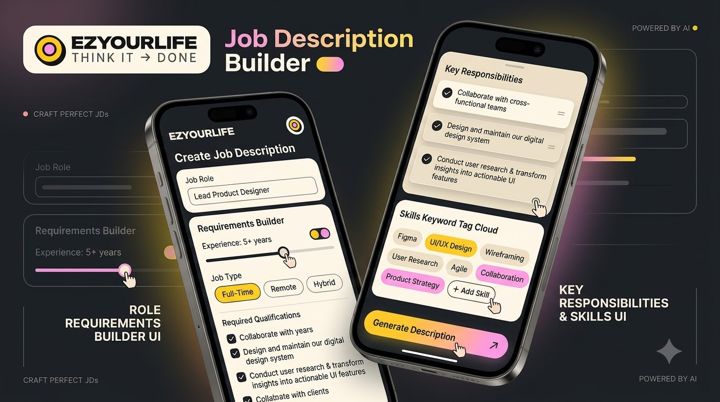 EZYOURLIFE
THINK IT → DONE
Job Description
Builder
POWERED BY AI
CRAFT PERFECT JDs
Job Role
Requirements Builder
Experience: 5+ years
ROLE
REQUIREMENTS
BUILDER UI
CRAFT PERFECT JDs
EZYOURLIFE
Create Job Description
Job Role
Lead Product Designer
Requirements Builder
Experience: 5+ years
Job Type
Full-Time
Remote
Hybrid
Required Qualifications
Collaborate with years
Design and maintain our digital
design system
Conduct user research & transform
insights into actionable UI features
Collabnate with clients
Key Responsibilities
Collaborate with cross-
functional teams
Design and maintain our digital
design system
Conduct user research & transform
insights into actionable UI
features
Skills Keyword Tag Cloud
Figma
UI/UX Design
Wireframing
User Research
Agile
Collaboration
Product Strategy
+ Add Skill
Generate Description
KEY
RESPONSIBILITIES
& SKILLS UI
POWERED BY AI